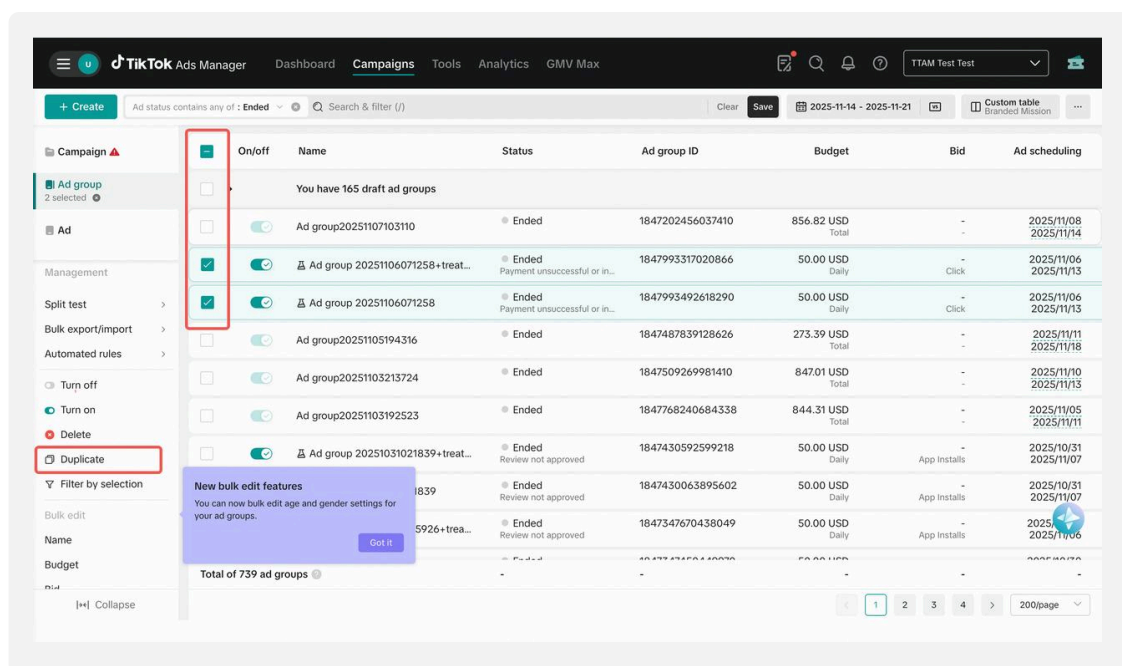 U TikTok Ads Manager Dashboard Campaigns Tools Analytics GMV Max TTAM Test Test
+ Create Ad status contains any of : Ended Search & filter (/) Clear Save 2025-11-14 - 2025-11-21 Custom table
Branded Mission
Campaign
Ad group
2 selected
Ad
Management
Split test
Bulk export/import
Automated rules
Turn off
Turn on
Delete
Duplicate
Filter by selection
Bulk edit
Name
Budget
Bid
Collapse
On/off Name Status Ad group ID Budget Bid Ad scheduling
You have 165 draft ad groups
Ad group20251107103110 Ended 1847202456037410 856.82 USD - 2025/11/08
Total - 2025/11/14
Ad group 20251106071258+treat... Ended 1847993317020866 50.00 USD - 2025/11/06
Payment unsuccessful or in... Daily Click 2025/11/13
Ad group 20251106071258 Ended 1847993492618290 50.00 USD - 2025/11/06
Payment unsuccessful or in... Daily Click 2025/11/13
Ad group20251105194316 Ended 1847487839128626 273.39 USD - 2025/11/11
Total - 2025/11/18
Ad group20251103213724 Ended 1847509269981410 847.01 USD - 2025/11/10
Total - 2025/11/13
Ad group20251103192523 Ended 1847768240684338 844.31 USD - 2025/11/05
Total - 2025/11/11
Ad group 20251031021839+treat... Ended 1847430592599218 50.00 USD - 2025/10/31
Review not approved Daily App Installs 2025/11/07
1839 Ended 1847430063895602 50.00 USD - 2025/10/31
Review not approved Daily App Installs 2025/11/07
5926+trea... Ended 1847347670438049 50.00 USD - 2025/
Review not approved Daily App Installs 2025/11/06
New bulk edit features
You can now bulk edit age and gender settings for
your ad groups.
Got it
Total of 739 ad groups - - - - -
1 2 3 4 200/page